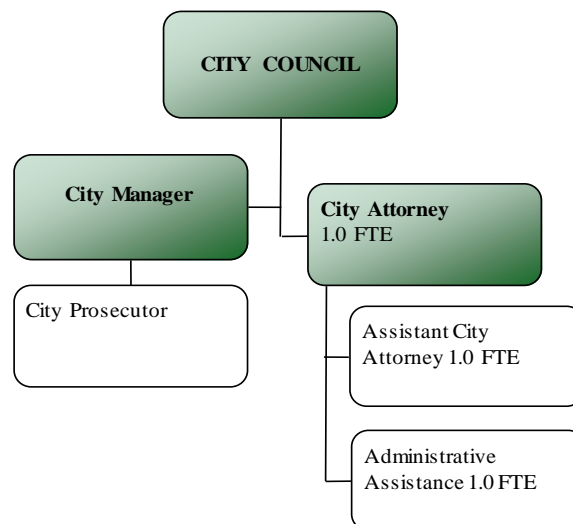 CITY COUNCIL
City Manager
City Attorney
1.0 FTE
City Prosecutor
Assistant City
Attorney 1.0 FTE
Administrative
Assistance 1.0 FTE